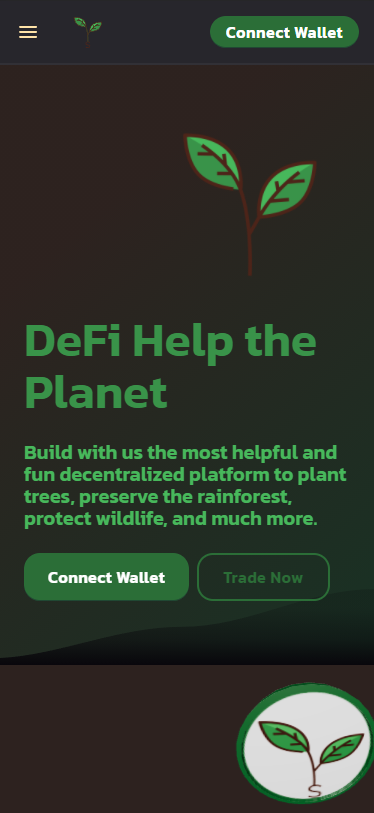 Connect Wallet
DeFi Help the
Planet
Build with us the most helpful and
fun decentralized platform to plant
trees, preserve the rainforest,
protect wildlife, and much more.
Connect Wallet
Trade Now
S